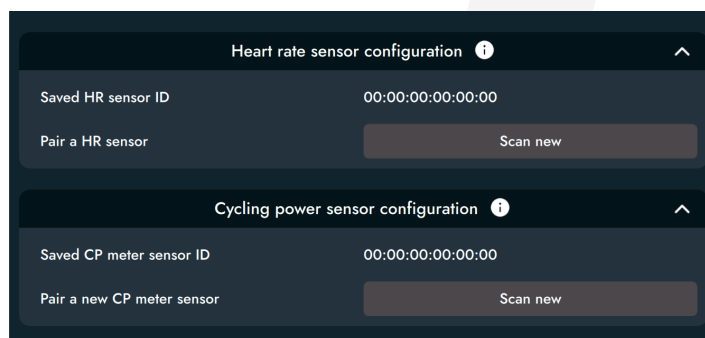 Heart rate sensor configuration i
Saved HR sensor ID 00:00:00:00:00:00
Pair a HR sensor Scan new
Cycling power sensor configuration i
Saved CP meter sensor ID 00:00:00:00:00:00
Pair a new CP meter sensor Scan new